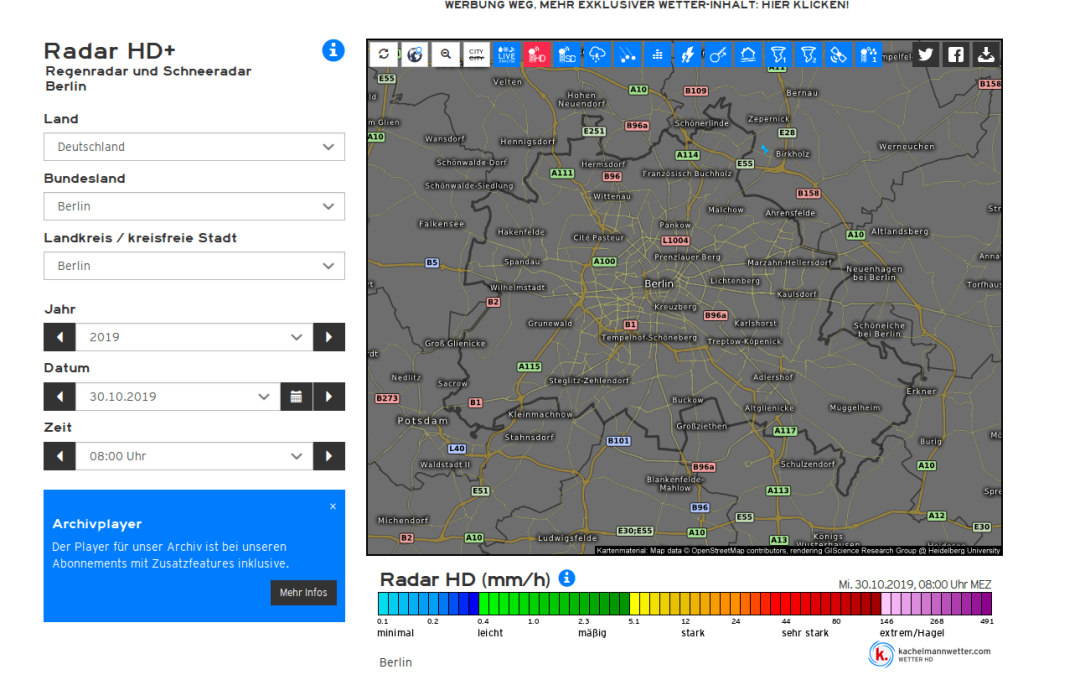 WERBUNG WEG, MEHR EXKLUSIVER WETTER-INHALT: HIER KLICKEN!
Radar HD+
Regenradar und Schneeradar
Berlin
Land
Deutschland
Bundesland
Berlin
Landkreis / kreisfreie Stadt
Berlin
Jahr
2019
Datum
30.10.2019
Zeit
08:00 Uhr
×
Archivplayer
Der Player für unser Archiv ist bei unseren
Abonnements mit Zusatzfeatures inklusive.
Mehr Infos
CITY
CITY
LIVE
HD
SD
1
2
1
A11
E55
Velten
A10
B109
B158
Hohen
Neuendorf
Bernau
m Glien
E251
B96a
Schönerlinde
Zepernick
A10
Wansdorf
Hennigsdorf
E28
Werneuchen
A114
Birkholz
Schönwalde-Dorf
Hermsdorf
E55
A111
B96
Französisch Buchholz
Schönwalde-Siedlung
Wittenau
B158
Malchow
Ahrensfelde
Falkensee
Hakenfelde
Cité Pasteur
Pankow
L1004
A10
Altlandsberg
Prenzlauer Berg
B5
Spandau
A100
Marzahn-Hellersdorf
Neuenhagen
bei Berlin
Wilhelmstadt
Berlin
Lichtenberg
Kaulsdorf
B2
Kreuzberg
B96a
Grunewald
B1
Karlshorst
Schöneiche
bei Berlin
Groß Glienicke
Tempelhof-Schöneberg
Treptow-Köpenick
A115
Nedlitz
Sacrow
Steglitz-Zehlendorf
Adlershof
Erkner
B273
B1
Buckow
Altglienicke
Müggelheim
Potsdam
Kleinmachnow
Großziethen
Stahnsdorf
B101
A117
Burig
L40
Waldstadt II
B96a
Schulzendorf
A10
Blankenfelde-
Mahlow
E51
A113
B96
Michendorf
E55
A12
B2
A10
Ludwigsfelde
E30;E55
A10
A13
E30
Königs
Wusterhausen
Kartenmaterial: Map data © OpenStreetMap contributors, rendering GIScience Research Group @ Heidelberg University
Radar HD (mm/h)
Mi. 30.10.2019, 08:00 Uhr MEZ
0.1 0.2 0.4 1.0 2.3 5.1 12 24 44 80 146 268 491
minimal leicht mäßig stark sehr stark extrem/Hagel
k.
kachelmannwetter.com
WETTER HD
Berlin